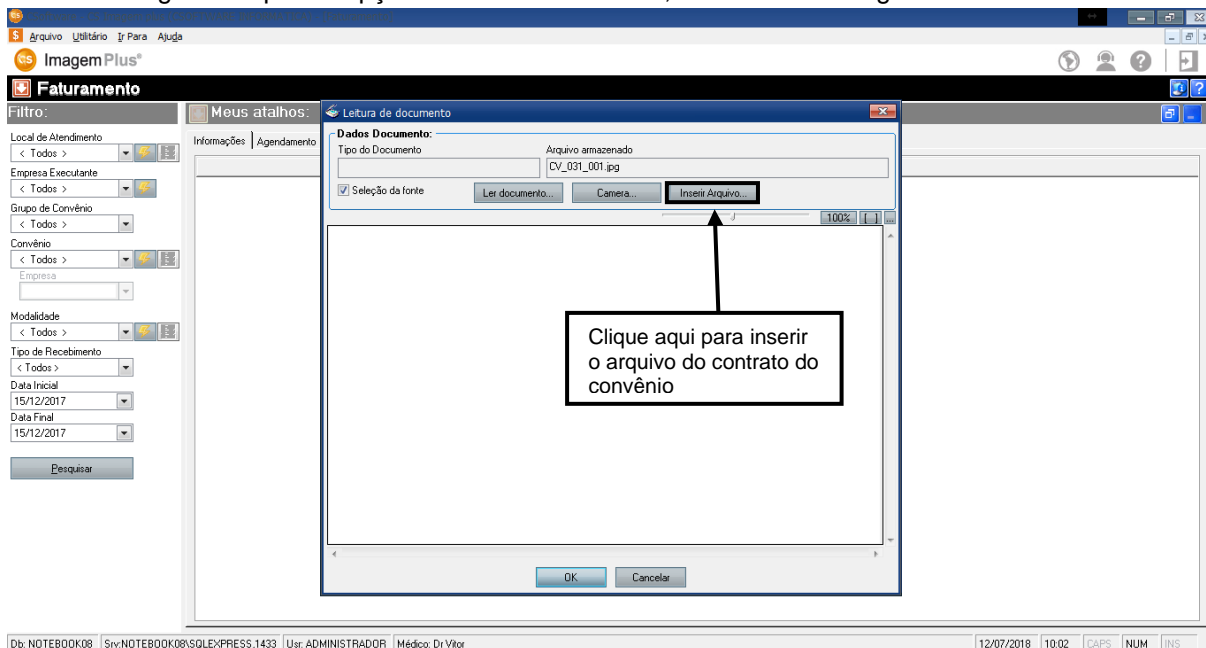 Arquivo Utilitário Ir Para Ajuda
Imagem Plus®
Faturamento
Filtro:
Meus atalhos:
Local de Atendimento
< Todos >
Empresa Executante
< Todos >
Grupo de Convênio
< Todos >
Convênio
< Todos >
Empresa
Modalidade
< Todos >
Tipo de Recebimento
< Todos >
Data Inicial
15/12/2017
Data Final
15/12/2017
Pesquisar
Informações Agendamento
Leitura de documento
Dados Documento:
Tipo do Documento Arquivo armazenado
CV_031_001.jpg
Seleção da fonte Ler documento... Camera... Inserir Arquivo...
100% [ ] ...
Clique aqui para inserir
o arquivo do contrato do
convênio
OK Cancelar
Db: NOTEBOOK08 Srv:NOTEBOOK08\SQLEXPRESS,1433 Usr: ADMINISTRADOR Médico: Dr Vitor 12/07/2018 10:02 CAPS NUM INS